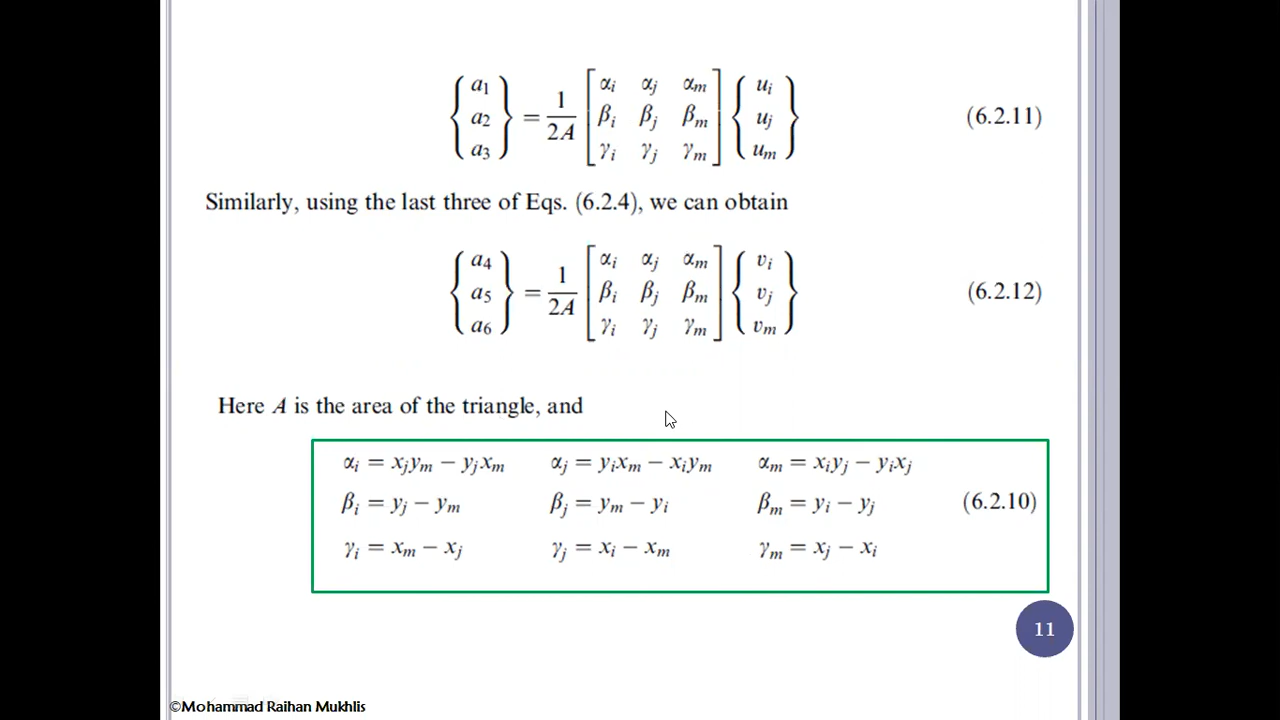 {a₁ a₂ a₃} = 1/2A [αᵢ αⱼ αₘ; βᵢ βⱼ βₘ; γᵢ γⱼ γₘ] {uᵢ uⱼ uₘ} (6.2.11)
Similarly, using the last three of Eqs. (6.2.4), we can obtain
{a₄ a₅ a₆} = 1/2A [αᵢ αⱼ αₘ; βᵢ βⱼ βₘ; γᵢ γⱼ γₘ] {vᵢ vⱼ vₘ} (6.2.12)
Here A is the area of the triangle, and
αᵢ = xⱼyₘ − yⱼxₘ αⱼ = yᵢxₘ − xᵢyₘ αₘ = xᵢyⱼ − yᵢxⱼ
βᵢ = yⱼ − yₘ βⱼ = yₘ − yᵢ βₘ = yᵢ − yⱼ (6.2.10)
γᵢ = xₘ − xⱼ γⱼ = xᵢ − xₘ γₘ = xⱼ − xᵢ
11
©Mohammad Raihan Mukhlis